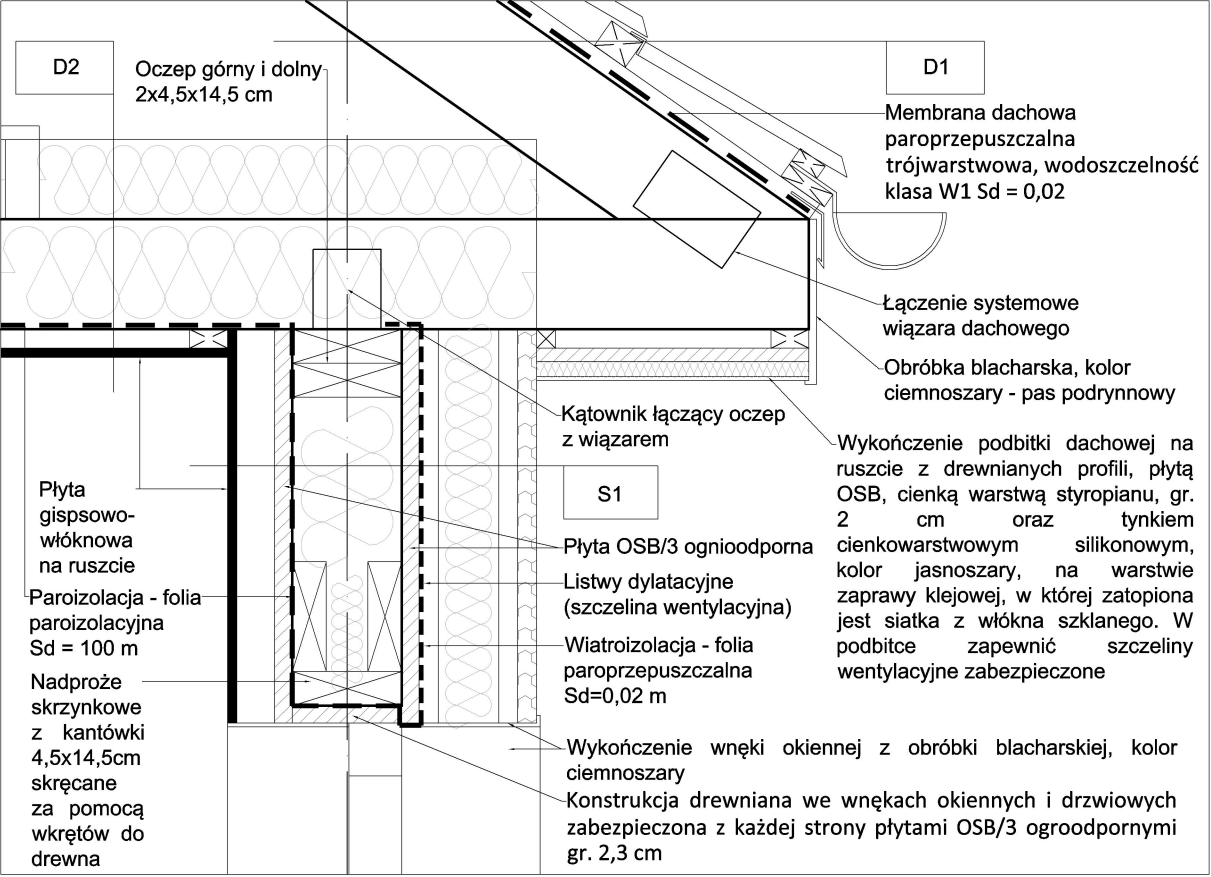 D2
Oczep górny i dolny
2x4,5x14,5 cm
D1
Membrana dachowa
paroprzepuszczalna
trójwarstwowa, wodoszczelność
klasa W1 Sd = 0,02
Łączenie systemowe
wiązara dachowego
Obróbka blacharska, kolor
ciemnoszary - pas podrynnowy
Kątownik łączący oczep
z wiązarem
Wykończenie podbitki dachowej na
ruszcie z drewnianych profili, płytą
OSB, cienką warstwą styropianu, gr.
2 cm oraz tynkiem
cienkowarstwowym silikonowym,
kolor jasnoszary, na warstwie
zaprawy klejowej, w której zatopiona
jest siatka z włókna szklanego. W
podbitce zapewnić szczeliny
wentylacyjne zabezpieczone
S1
Płyta
gispsowo-
włóknowa
na ruszcie
Płyta OSB/3 ognioodporna
Listwy dylatacyjne
(szczelina wentylacyjna)
Paroizolacja - folia
paroizolacyjna
Sd = 100 m
Wiatroizolacja - folia
paroprzepuszczalna
Sd=0,02 m
Nadproże
skrzynkowe
z kantówki
4,5x14,5cm
skręcane
za pomocą
wkrętów do
drewna
Wykończenie wnęki okiennej z obróbki blacharskiej, kolor
ciemnoszary
Konstrukcja drewniana we wnękach okiennych i drzwiowych
zabezpieczona z każdej strony płytami OSB/3 ogroodpornymi
gr. 2,3 cm